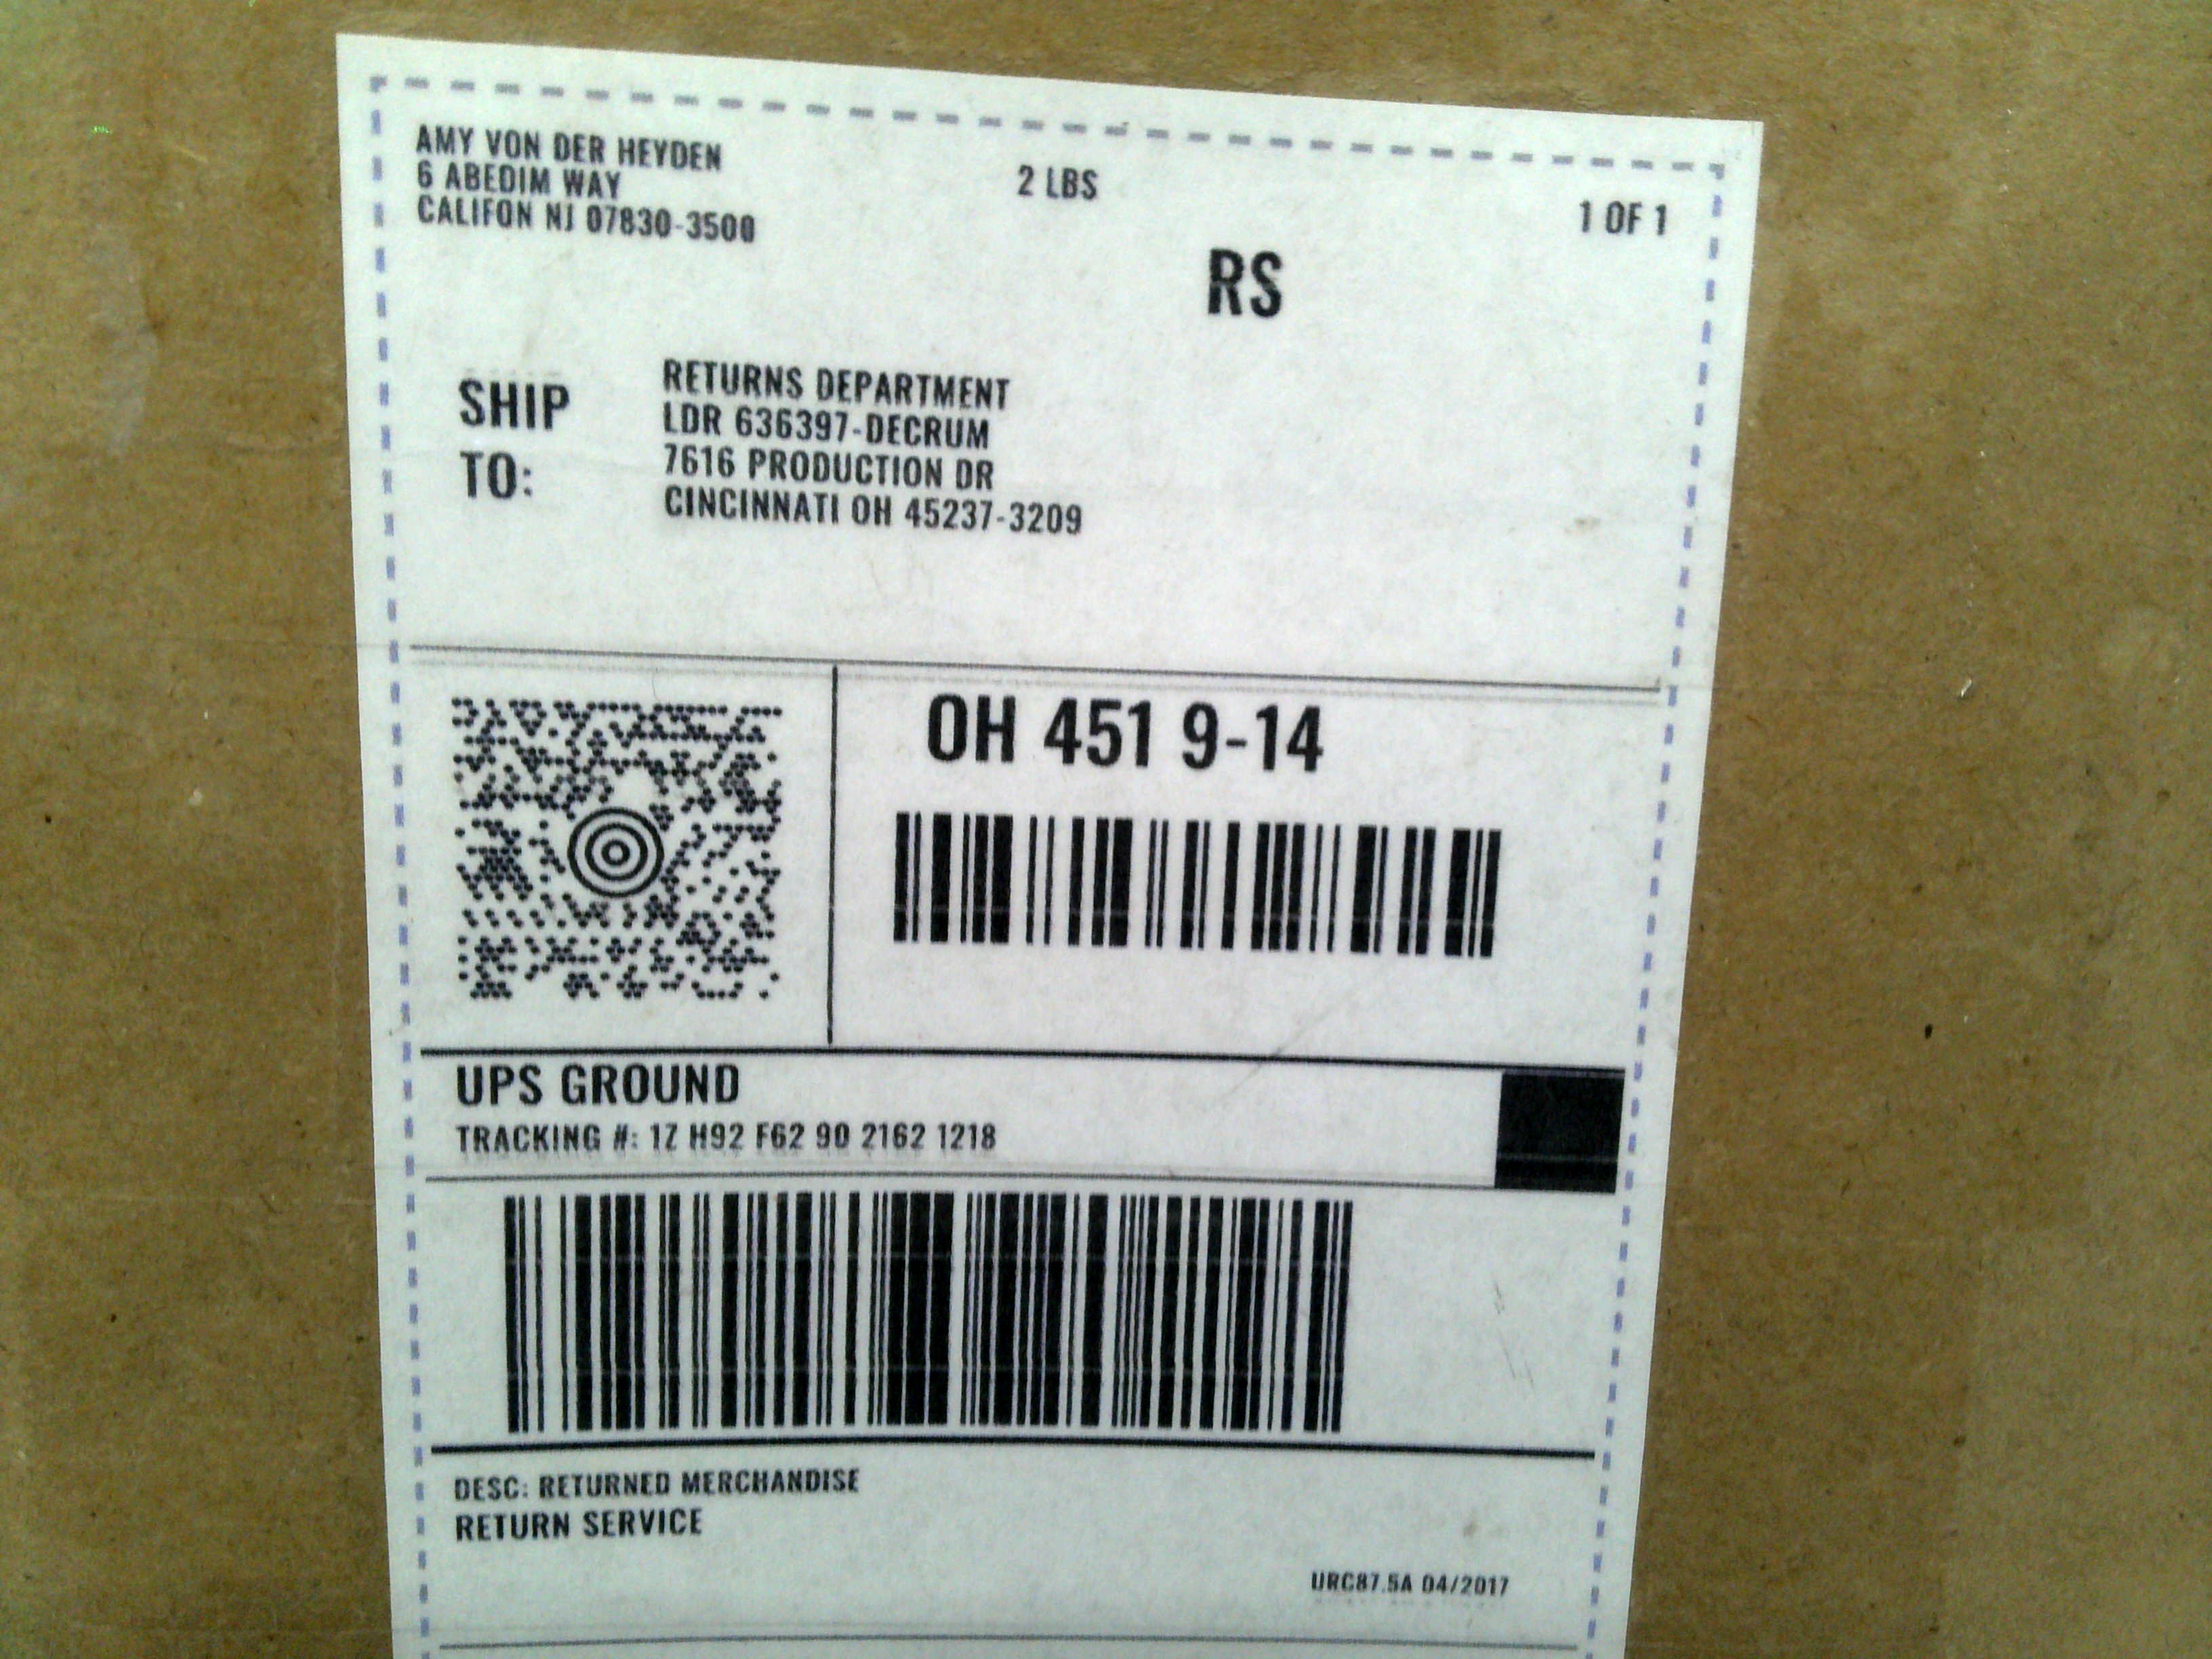 AMY VON DER HEYDEN
6 ABEDIM WAY
CALIFON NJ 07830-3500
2 LBS
1 OF 1
RS
SHIP
TO:
RETURNS DEPARTMENT
LDR 636397-DECRUM
7616 PRODUCTION DR
CINCINNATI OH 45237-3209
OH 451 9-14
UPS GROUND
TRACKING #: 1Z H92 F62 90 2162 1218
DESC: RETURNED MERCHANDISE
RETURN SERVICE
URC87.5A 04/2017